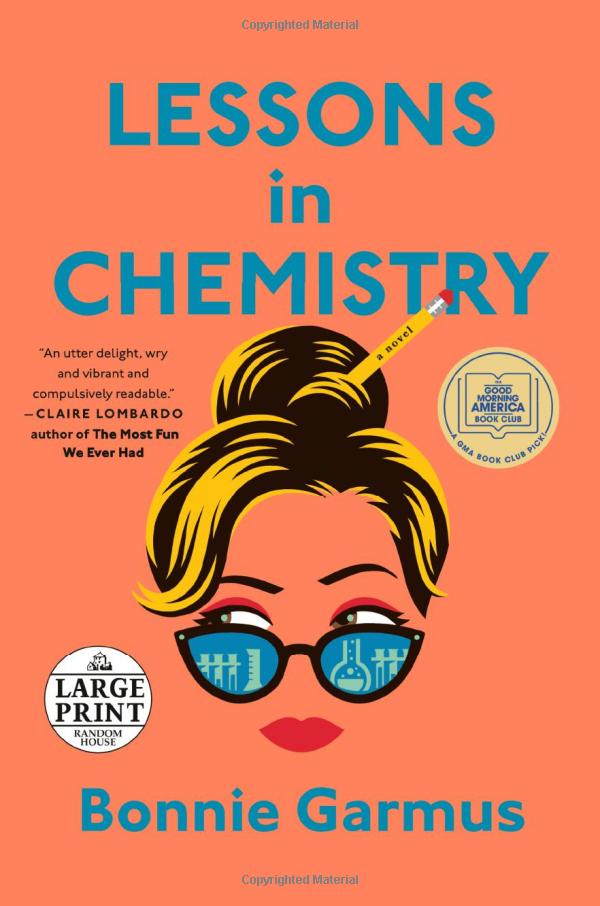 Copyrighted Material
LESSONS
in
CHEMISTRY
a novel
"An utter delight, wry
and vibrant and
compulsively readable."
—CLAIRE LOMBARDO
author of The Most Fun
We Ever Had
THE
GOOD
MORNING
AMERICA
BOOK CLUB
A GMA BOOK CLUB PICK!
LARGE
PRINT
RANDOM
HOUSE
Bonnie Garmus
Copyrighted Material